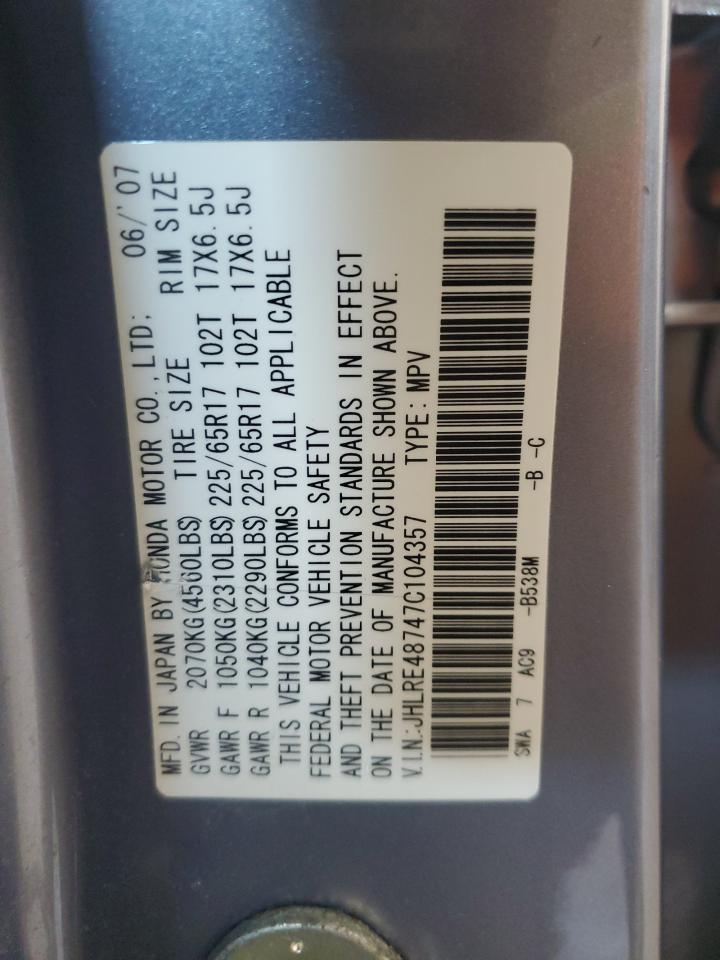 MFD. IN JAPAN BY HONDA MOTOR CO., LTD; 06/'07
GVWR 2070KG(4560LBS) TIRE SIZE RIM SIZE
GAWR F 1050KG(2310LBS) 225/65R17 102T 17X6.5J
GAWR R 1040KG(2290LBS) 225/65R17 102T 17X6.5J
THIS VEHICLE CONFORMS TO ALL APPLICABLE
FEDERAL MOTOR VEHICLE SAFETY
AND THEFT PREVENTION STANDARDS IN EFFECT
ON THE DATE OF MANUFACTURE SHOWN ABOVE.
V.I.N.:JHLRE48747C104357 TYPE: MPV
SWA 7 AC9 -B538M -B -C